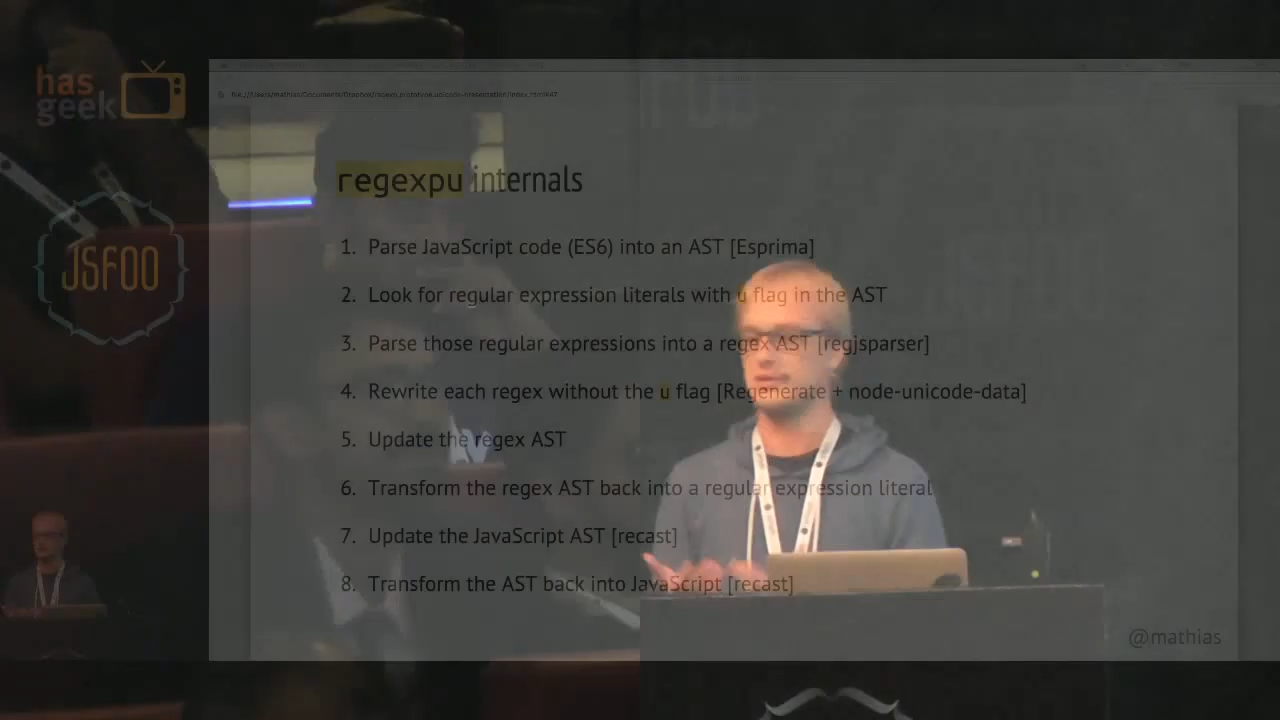 has
geek
JSFOO
regexpu internals
1. Parse JavaScript code (ES6) into an AST [Esprima]
2. Look for regular expression literals with u flag in the AST
3. Parse those regular expressions into a regex AST [regjsparser]
4. Rewrite each regex without the u flag [Regenerate + node-unicode-data]
5. Update the regex AST
6. Transform the regex AST back into a regular expression literal
7. Update the JavaScript AST [recast]
8. Transform the AST back into JavaScript [recast]
@mathias
JSFOO